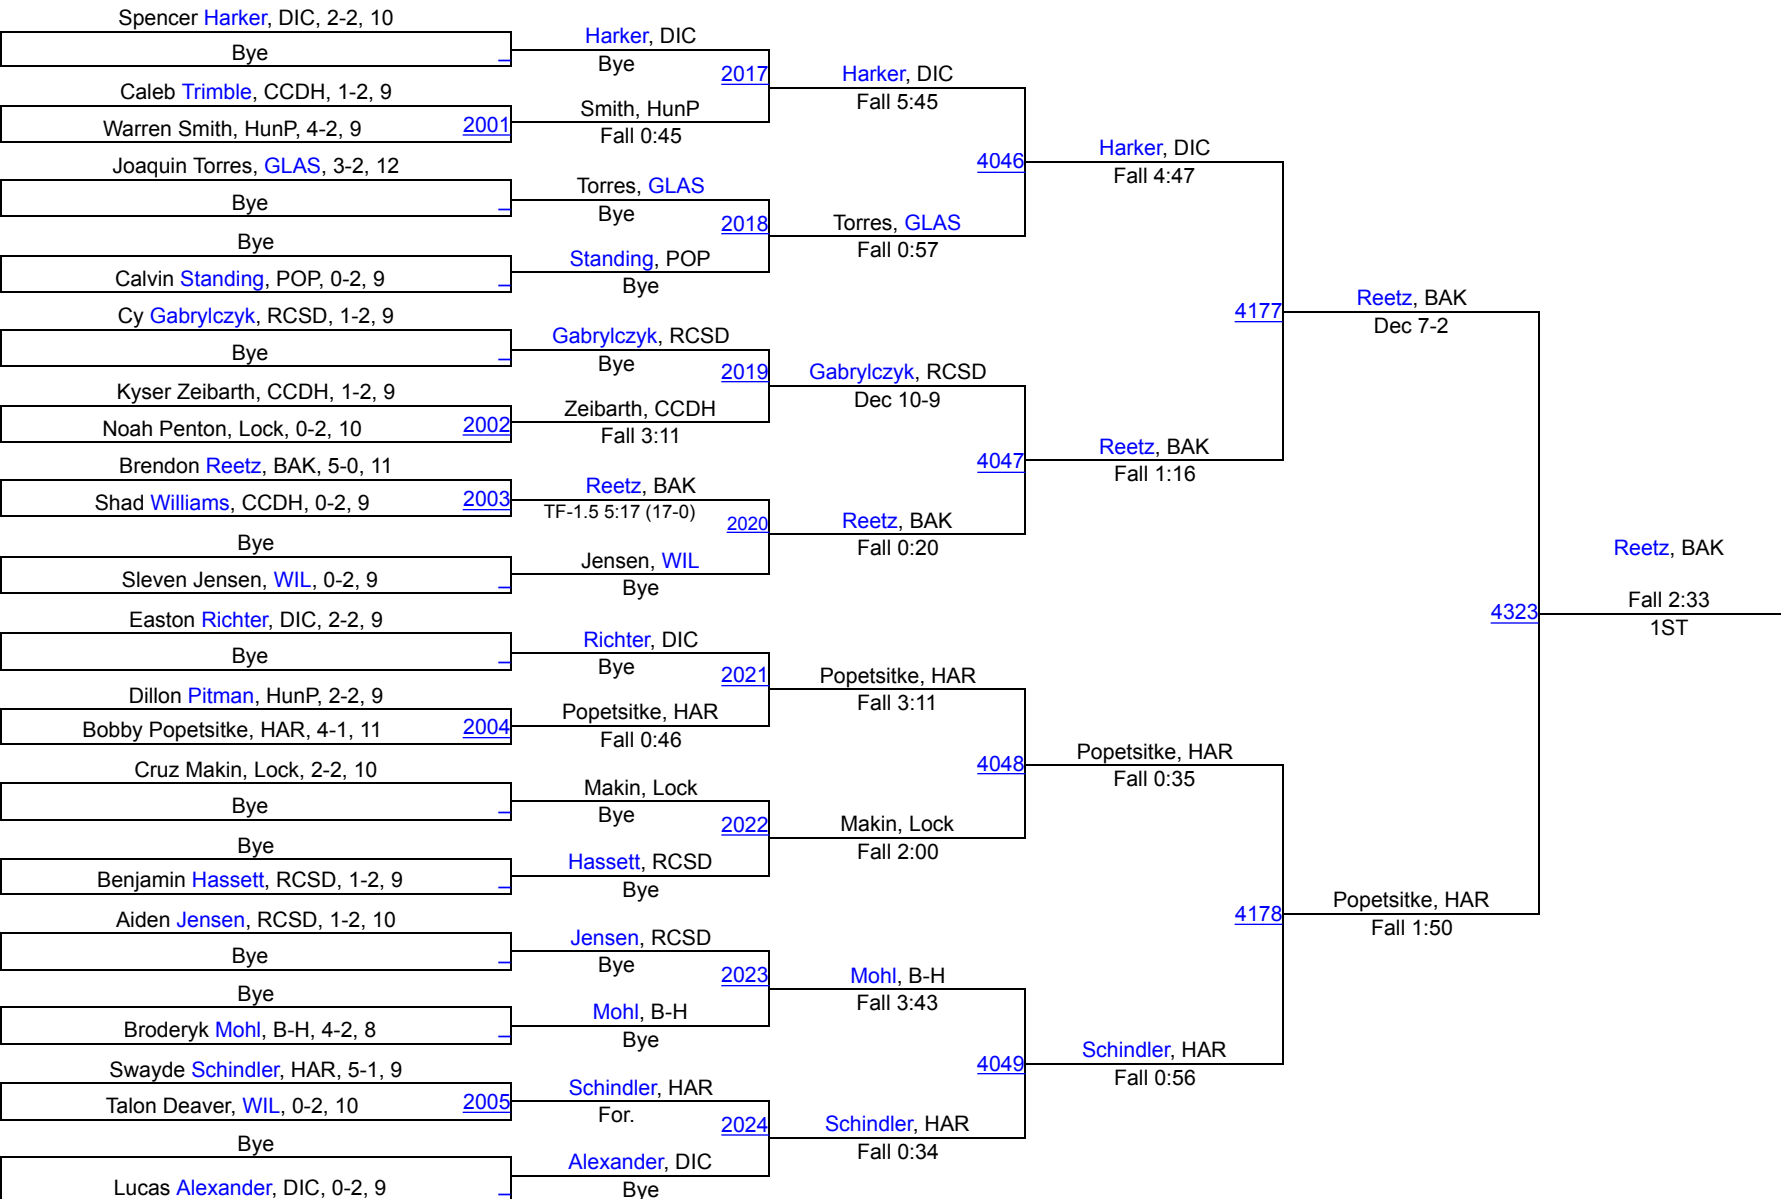 Spencer Harker, DIC, 2-2, 10
Bye
Caleb Trimble, CCDH, 1-2, 9
Warren Smith, HunP, 4-2, 9
2001
Joaquin Torres, GLAS, 3-2, 12
Bye
Bye
Calvin Standing, POP, 0-2, 9
Cy Gabrylczyk, RCSD, 1-2, 9
Bye
Kyser Zeibarth, CCDH, 1-2, 9
Noah Penton, Lock, 0-2, 10
2002
Brendon Reetz, BAK, 5-0, 11
Shad Williams, CCDH, 0-2, 9
2003
Bye
Sleven Jensen, WIL, 0-2, 9
Easton Richter, DIC, 2-2, 9
Bye
Dillon Pitman, HunP, 2-2, 9
Bobby Popetsitke, HAR, 4-1, 11
2004
Cruz Makin, Lock, 2-2, 10
Bye
Bye
Benjamin Hassett, RCSD, 1-2, 9
Aiden Jensen, RCSD, 1-2, 10
Bye
Bye
Broderyk Mohl, B-H, 4-2, 8
Swayde Schindler, HAR, 5-1, 9
Talon Deaver, WIL, 0-2, 10
2005
Bye
Lucas Alexander, DIC, 0-2, 9
Harker, DIC
Bye
2017
Smith, HunP
Fall 0:45
Torres, GLAS
Bye
2018
Standing, POP
Bye
Gabrylczyk, RCSD
Bye
2019
Zeibarth, CCDH
Fall 3:11
Reetz, BAK
TF-1.5 5:17 (17-0)
2020
Jensen, WIL
Bye
Richter, DIC
Bye
2021
Popetsitke, HAR
Fall 0:46
Makin, Lock
Bye
2022
Hassett, RCSD
Bye
Jensen, RCSD
Bye
2023
Mohl, B-H
Bye
Schindler, HAR
For.
2024
Alexander, DIC
Bye
Harker, DIC
Fall 5:45
4046
Torres, GLAS
Fall 0:57
Gabrylczyk, RCSD
Dec 10-9
4047
Reetz, BAK
Fall 0:20
Popetsitke, HAR
Fall 3:11
4048
Makin, Lock
Fall 2:00
Mohl, B-H
Fall 3:43
4049
Schindler, HAR
Fall 0:34
Harker, DIC
Fall 4:47
4177
Reetz, BAK
Fall 1:16
Popetsitke, HAR
Fall 0:35
4178
Schindler, HAR
Fall 0:56
Reetz, BAK
Dec 7-2
4323
Popetsitke, HAR
Fall 1:50
Reetz, BAK
Fall 2:33
1ST